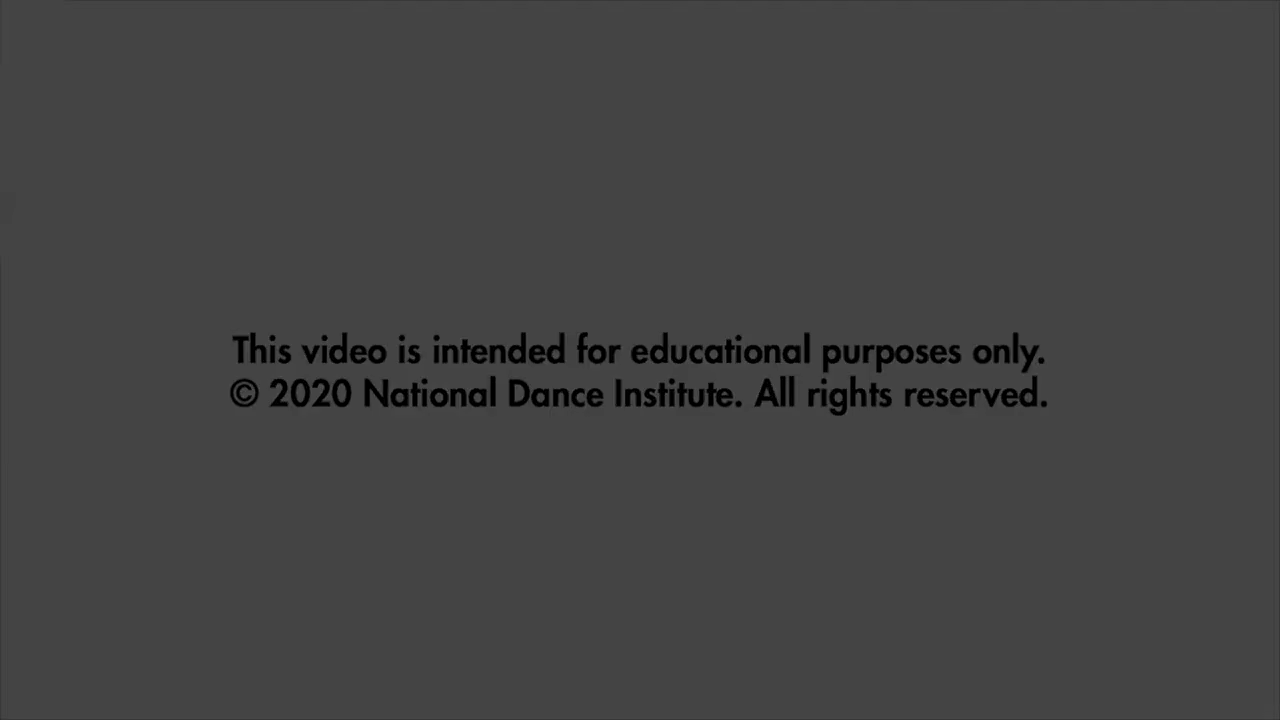 This video is intended for educational purposes only.
© 2020 National Dance Institute. All rights reserved.